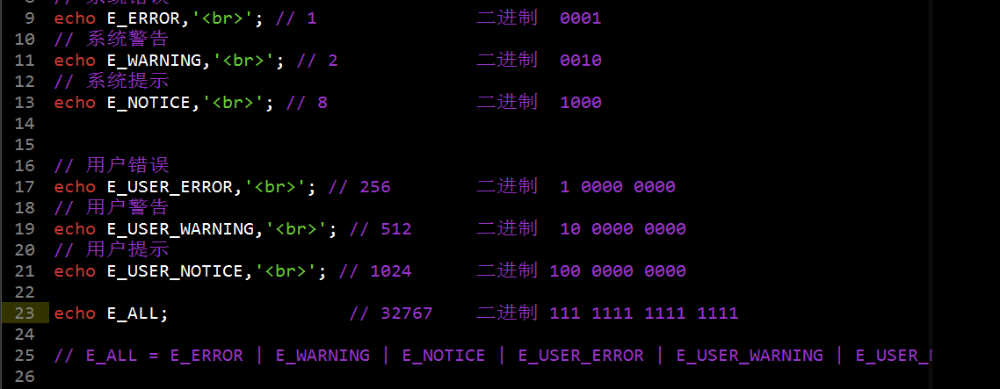 8 // 系统错误
9 echo E_ERROR,'<br>'; // 1 二进制 0001
10 // 系统警告
11 echo E_WARNING,'<br>'; // 2 二进制 0010
12 // 系统提示
13 echo E_NOTICE,'<br>'; // 8 二进制 1000
14
15
16 // 用户错误
17 echo E_USER_ERROR,'<br>'; // 256 二进制 1 0000 0000
18 // 用户警告
19 echo E_USER_WARNING,'<br>'; // 512 二进制 10 0000 0000
20 // 用户提示
21 echo E_USER_NOTICE,'<br>'; // 1024 二进制 100 0000 0000
22
23 echo E_ALL; // 32767 二进制 111 1111 1111 1111
24
25 // E_ALL = E_ERROR | E_WARNING | E_NOTICE | E_USER_ERROR | E_USER_WARNING | E_USER_
26